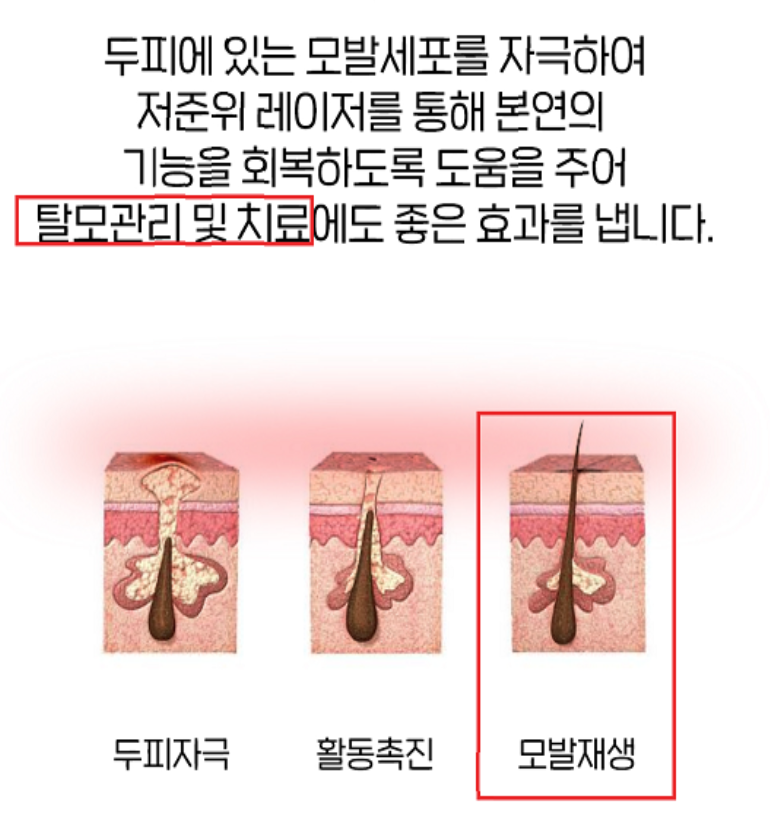 두피에 있는 모발세포를 자극하여
저준위 레이저를 통해 본연의
기능을 회복하도록 도움을 주어
탈모관리 및 치료에도 좋은 효과를 냅니다.
두피자극
활동촉진
모발재생